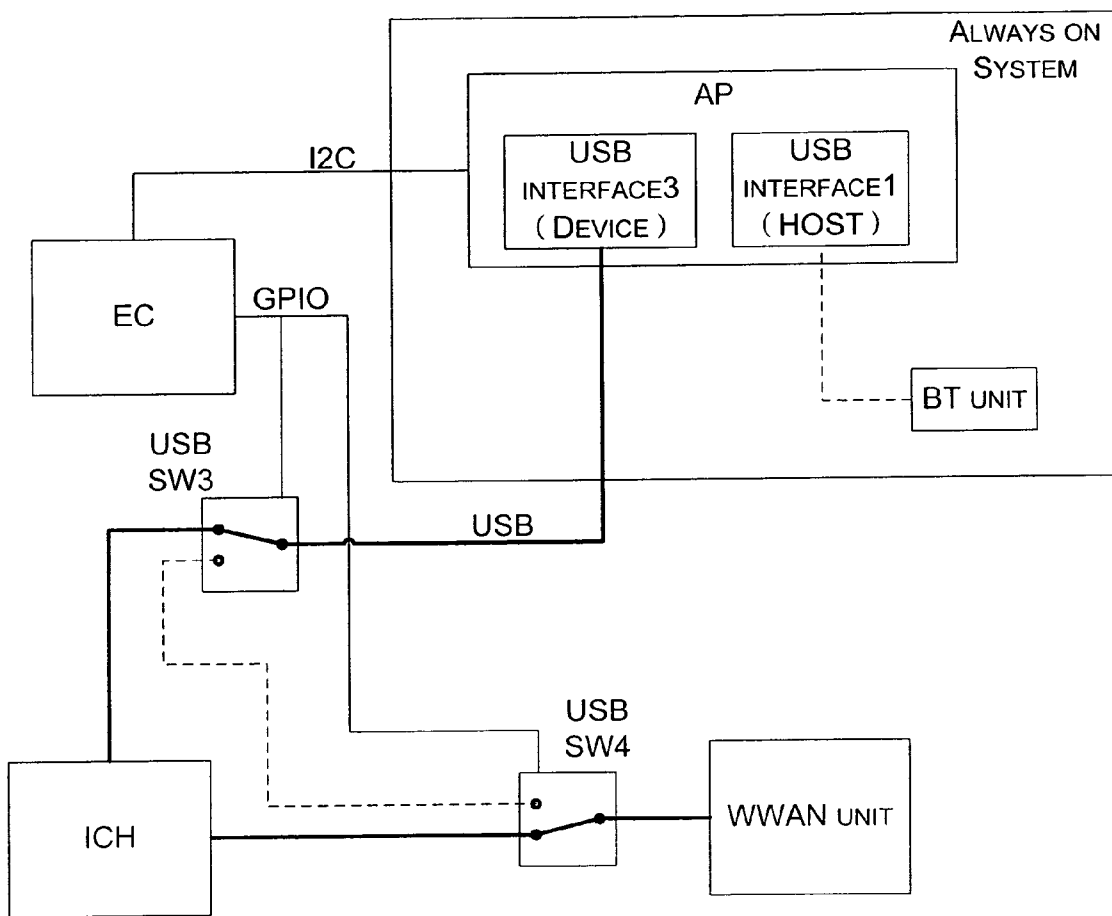 ALWAYS ON
SYSTEM
AP
USB
INTERFACE3
(DEVICE)
USB
INTERFACE1
(HOST)
I2C
EC
GPIO
BT UNIT
USB
SW3
USB
USB
SW4
ICH
WWAN UNIT